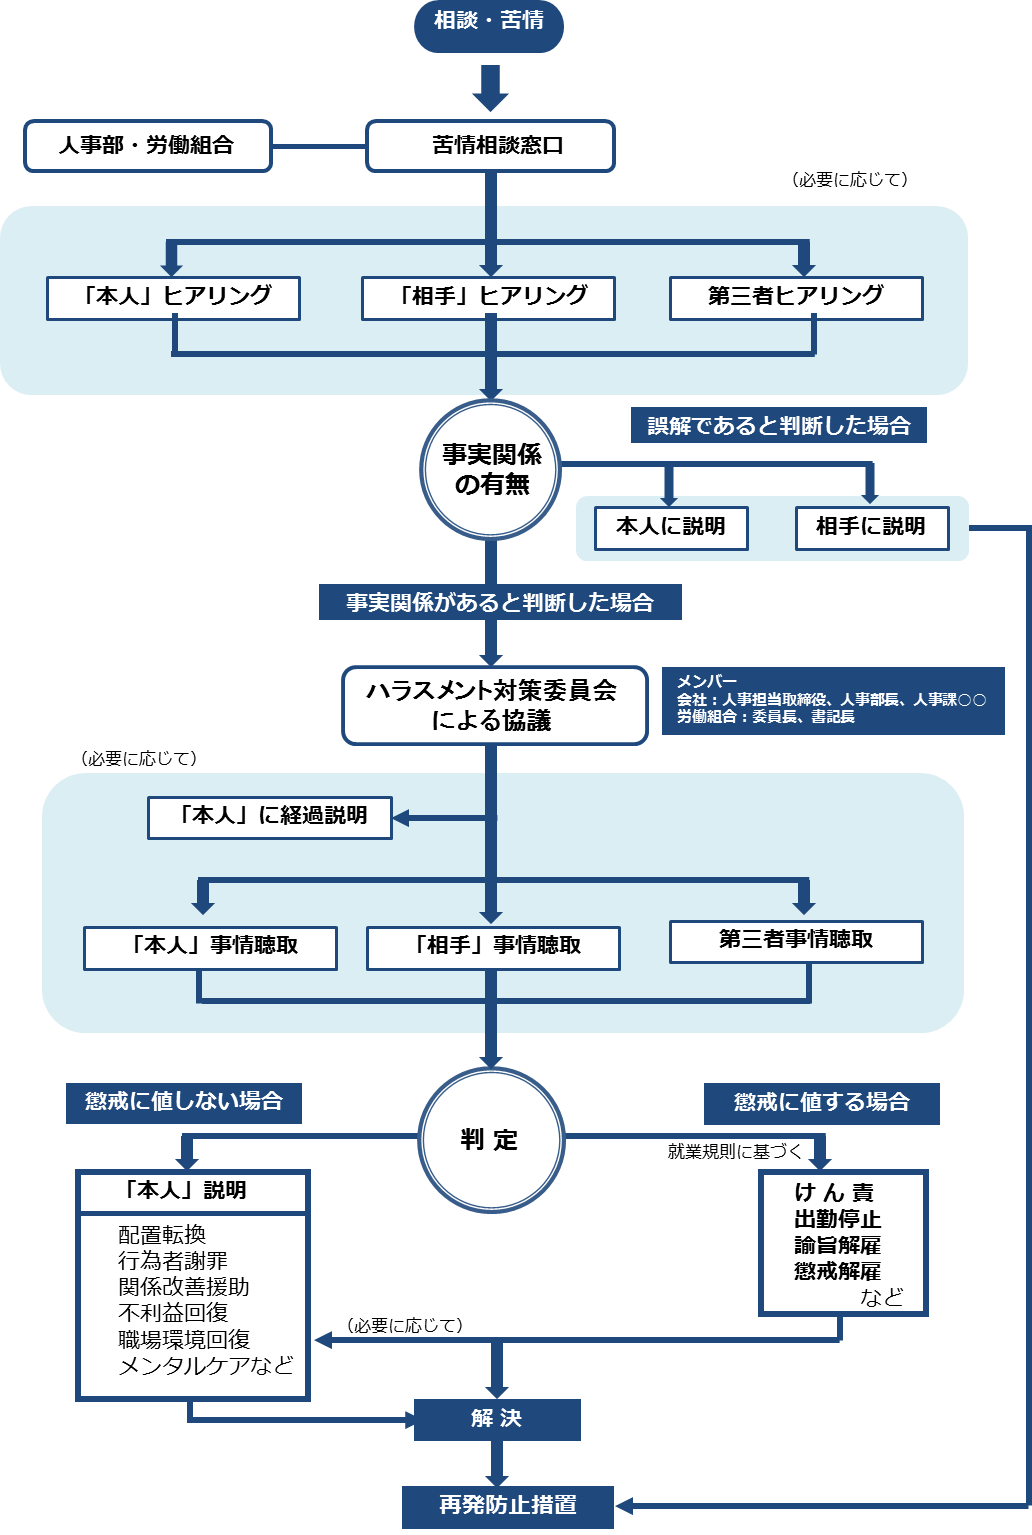 相談・苦情
人事部・労働組合
苦情相談窓口
（必要に応じて）
「本人」ヒアリング
「相手」ヒアリング
第三者ヒアリング
誤解であると判断した場合
事実関係
の有無
本人に説明
相手に説明
事実関係があると判断した場合
ハラスメント対策委員会
による協議
メンバー
会社：人事担当取締役、人事部長、人事課○○
労働組合：委員長、書記長
（必要に応じて）
「本人」に経過説明
「本人」事情聴取
「相手」事情聴取
第三者事情聴取
懲戒に値しない場合
懲戒に値する場合
判 定
就業規則に基づく
「本人」説明
配置転換
行為者謝罪
関係改善援助
不利益回復
職場環境回復
メンタルケアなど
け ん 責
出勤停止
諭旨解雇
懲戒解雇
など
（必要に応じて）
解 決
再発防止措置